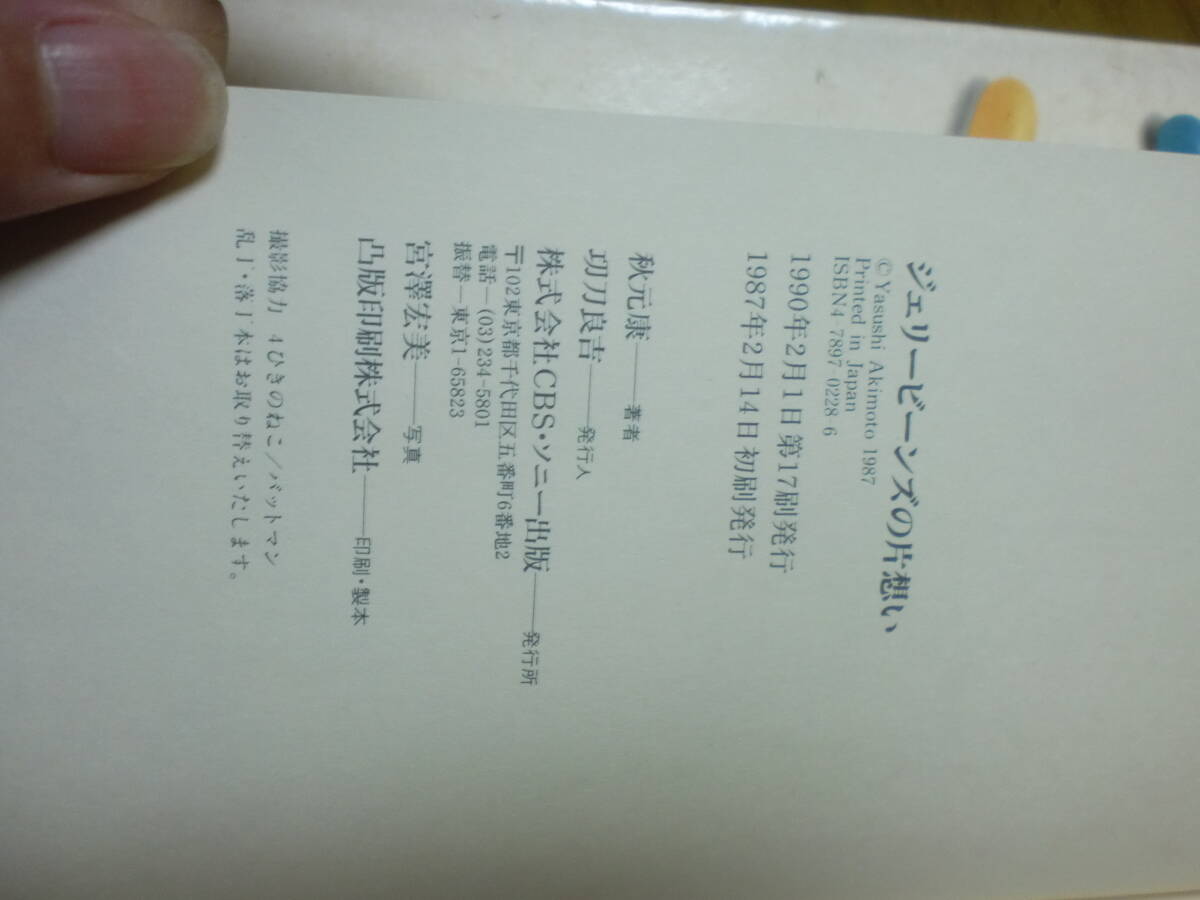 ジェリービーンズの片想い
©Yasushi Akimoto 1987
Printed in Japan
ISBN4-7897-0228-6
1990年2月1日第17刷発行
1987年2月14日初刷発行
秋元康——著者
功刀良吉——発行人
株式会社CBS・ソニー出版——発行所
〒102東京都千代田区五番町6番地2
電話—(03)234-5801
振替—東京1-65823
宮澤宏美——写真
凸版印刷株式会社——印刷・製本
撮影協力 4ひきのねこ／バットマン
乱丁・落丁本はお取り替えいたします。